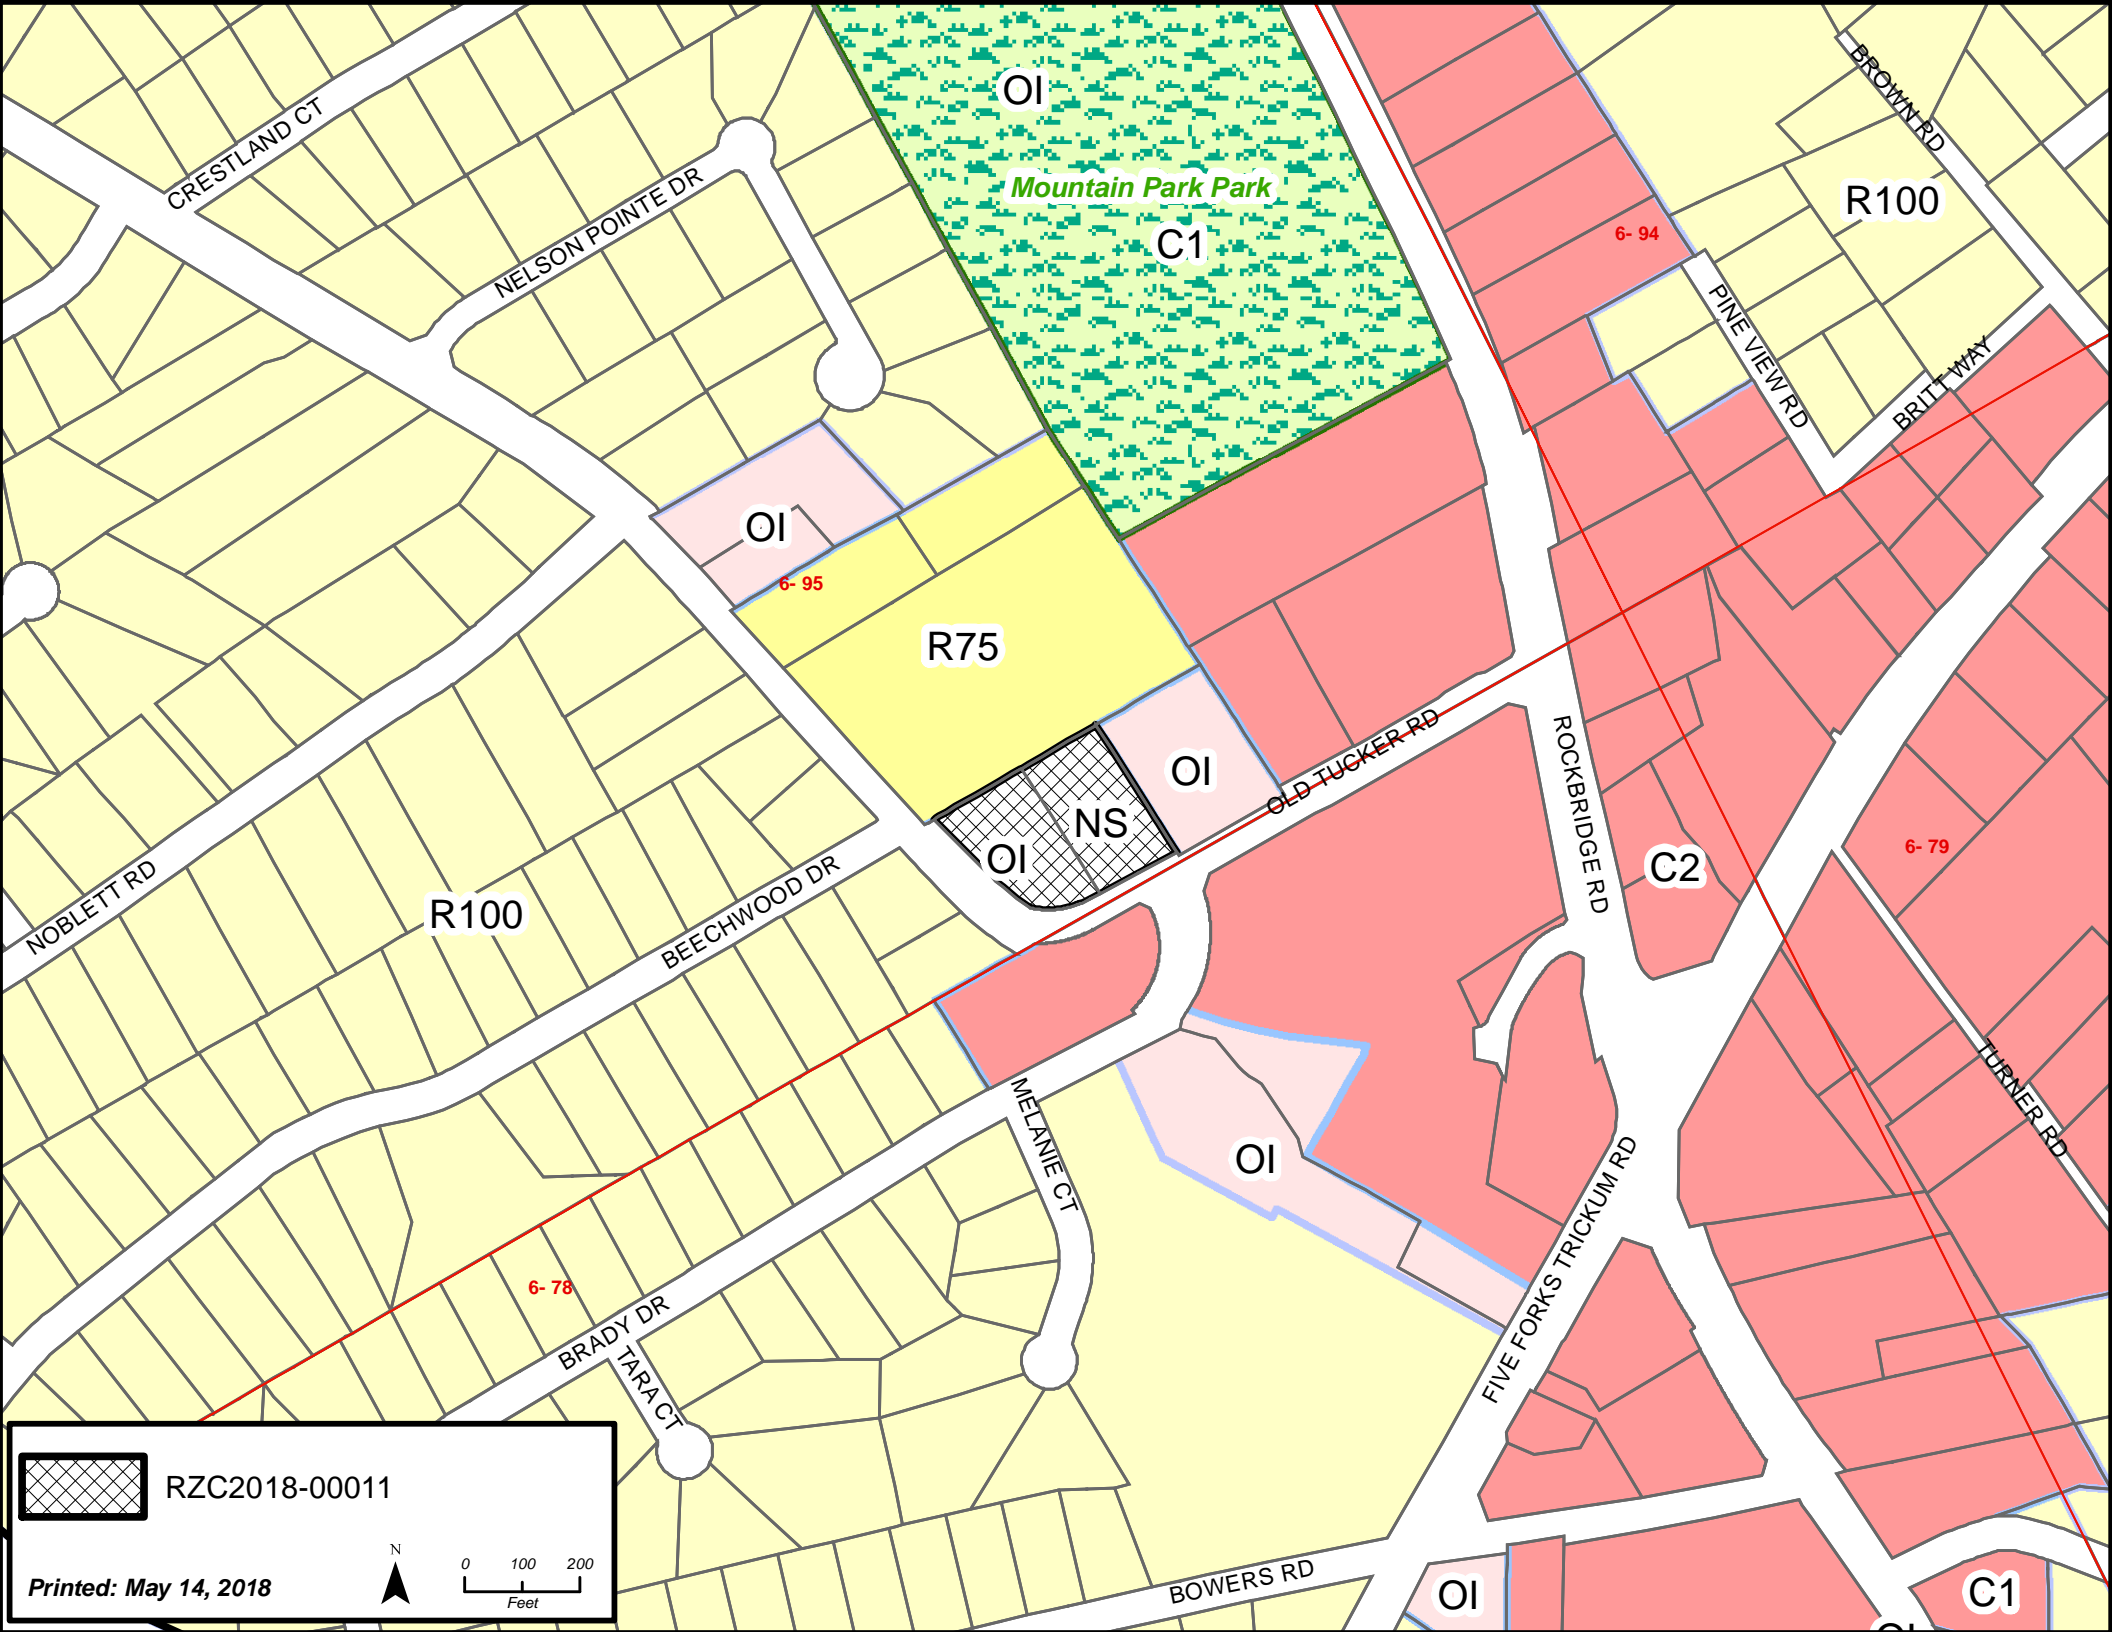 OI
BROWN RD
CRESTLAND CT
Mountain Park Park
NELSON POINTE DR
R100
C1
6- 94
PINE VIEW RD
BRITT WAY
OI
6- 95
R75
OLD TUCKER RD
ROCKBRIDGE RD
OI
NS
OI
C2
6- 79
NOBLETT RD
R100
BEECHWOOD DR
TURNER RD
MELANIE CT
OI
FIVE FORKS TRICKUM RD
6- 78
BRADY DR
TARA CT
RZC2018-00011
N
0 100 200
Feet
Printed: May 14, 2018
BOWERS RD
OI
C1